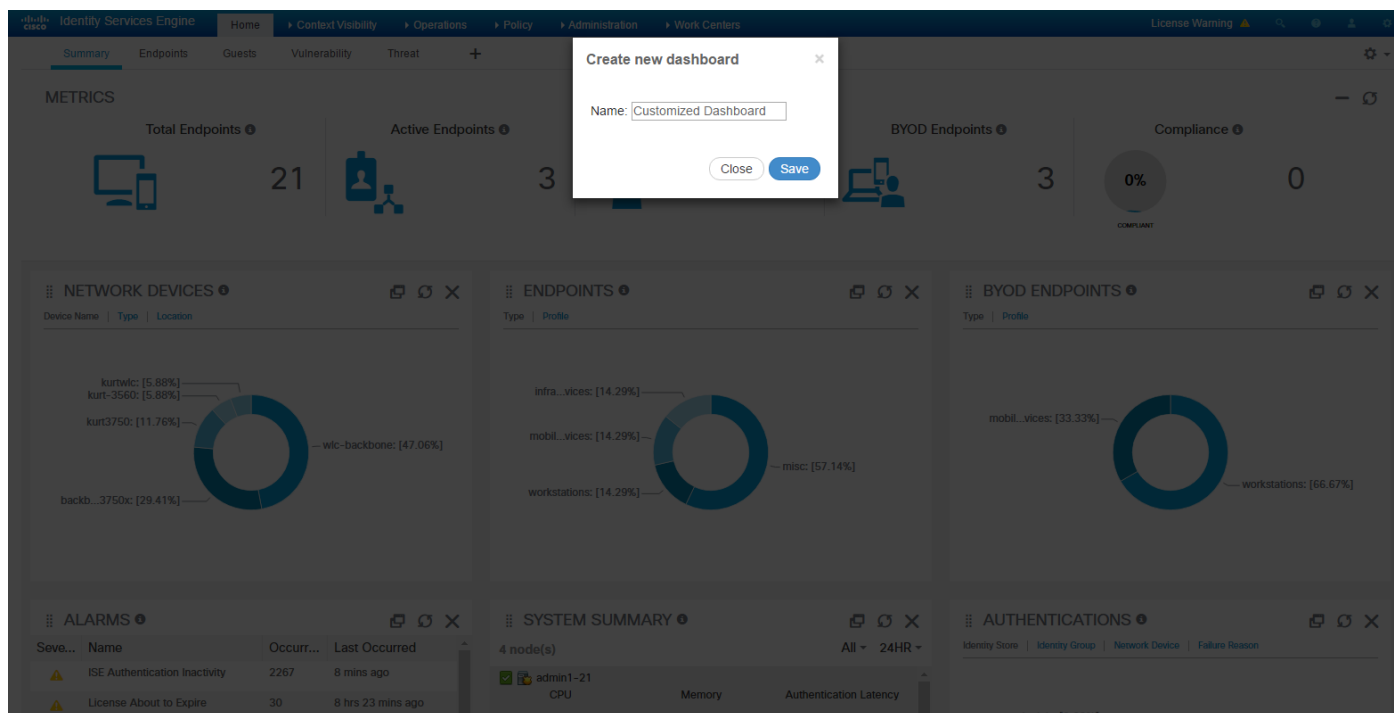 cisco Identity Services Engine Home Context Visibility Operations Policy Administration Work Centers License Warning
Summary Endpoints Guests Vulnerability Threat +
Create new dashboard ×
Name: Customized Dashboard
Close Save
METRICS
Total Endpoints Active Endpoints BYOD Endpoints Compliance
21 3 3 0% 0
COMPLIANT
NETWORK DEVICES
Device Name | Type | Location
kurtwlc: [5.88%]
kurt-3560: [5.88%]
kurt3750: [11.76%]
wlc-backbone: [47.06%]
backb...3750x: [29.41%]
ENDPOINTS
Type | Profile
infra...vices: [14.29%]
mobil...vices: [14.29%]
misc: [57.14%]
workstations: [14.29%]
BYOD ENDPOINTS
Type | Profile
mobil...vices: [33.33%]
workstations: [66.67%]
ALARMS
Seve... Name Occurr... Last Occurred
ISE Authentication Inactivity 2267 8 mins ago
License About to Expire 30 8 hrs 23 mins ago
SYSTEM SUMMARY
4 node(s) All 24HR
admin1-21
CPU Memory Authentication Latency
AUTHENTICATIONS
Identity Store | Identity Group | Network Device | Failure Reason